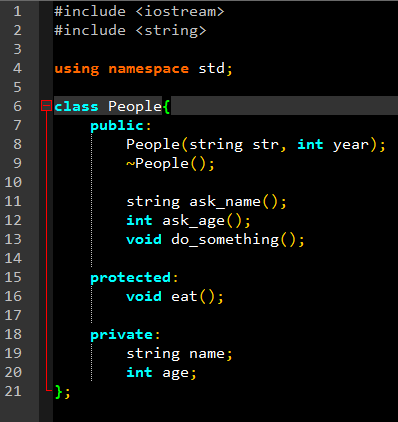 1 #include <iostream>
2 #include <string>
3
4 using namespace std;
5
6 class People{
7     public:
8         People(string str, int year);
9         ~People();
10
11         string ask_name();
12         int ask_age();
13         void do_something();
14
15     protected:
16         void eat();
17
18     private:
19         string name;
20         int age;
21 };